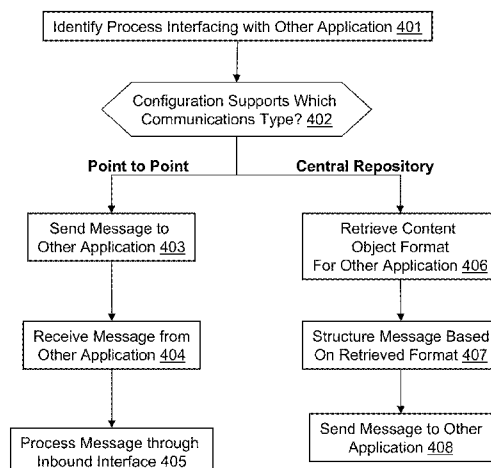 Identify Process Interfacing with Other Application 401
Configuration Supports Which
Communications Type? 402
Point to Point
Central Repository
Send Message to
Other Application 403
Retrieve Content
Object Format
For Other Application 406
Receive Message from
Other Application 404
Structure Message Based
On Retrieved Format 407
Process Message through
Inbound Interface 405
Send Message to Other
Application 408